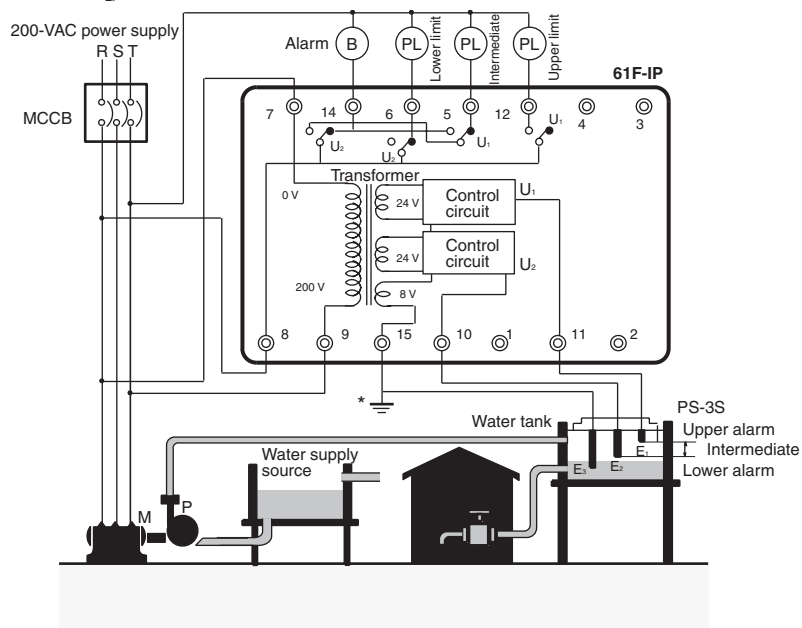 200-VAC power supply
R S T
MCCB
Alarm
B
PL
Lower limit
PL
Intermediate
PL
Upper limit
61F-IP
7
14
6
5
12
4
3
U₂
U₂
U₁
U₁
Transformer
0 V
200 V
24 V
Control circuit
U₁
24 V
Control circuit
U₂
8 V
8
9
15
10
1
11
2
*
Water tank
PS-3S
Upper alarm
Intermediate
Lower alarm
E₁
E₂
E₃
Water supply
source
M
P